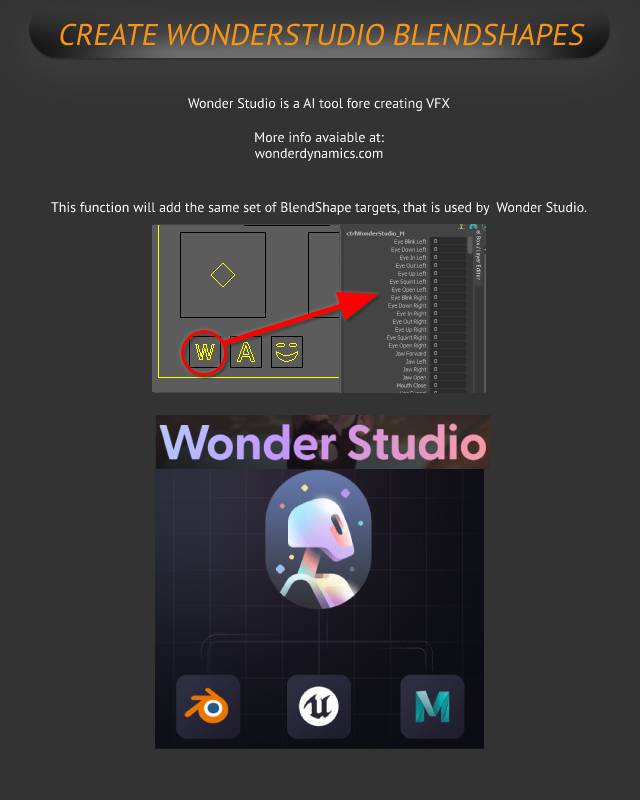 CREATE WONDERSTUDIO BLENDSHAPES
Wonder Studio is a AI tool fore creating VFX
More info avaiable at:
wonderdynamics.com
This function will add the same set of BlendShape targets, that is used by Wonder Studio.
ctrlWonderStudio_M
Eye Blink Left 0
Eye Down Left 0
Eye In Left 0
Eye Out Left 0
Eye Up Left 0
Eye Squint Left 0
Eye Open Left 0
Eye Blink Right 0
Eye Down Right 0
Eye In Right 0
Eye Out Right 0
Eye Up Right 0
Eye Squint Right 0
Eye Open Right 0
Jaw Forward 0
Jaw Left 0
Jaw Right 0
Jaw Open 0
Mouth Close 0
Box / Layer Editor
W A
Wonder Studio